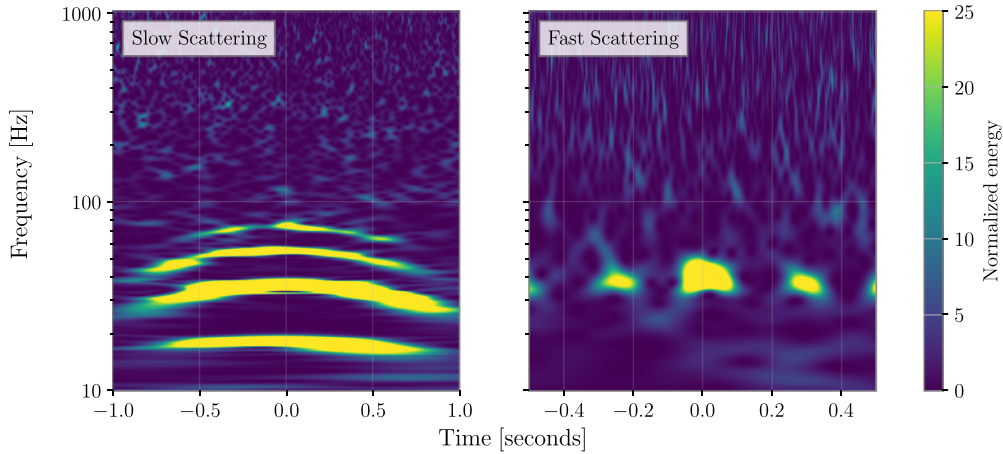 Slow Scattering
Fast Scattering
Frequency [Hz]
1000
100
10
−1.0 −0.5 0.0 0.5 1.0
−0.4 −0.2 0.0 0.2 0.4
Time [seconds]
25
20
15
10
5
0
Normalized energy